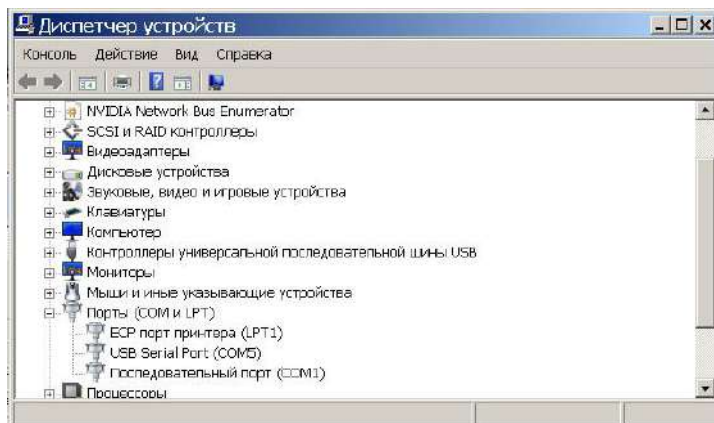 Диспетчер устройств
Консоль Действие Вид Справка
NVIDIA Network Bus Enumerator
SCSI и RAID контроллеры
Видеоадаптеры
Дисковые устройства
Звуковые, видео и игровые устройства
Клавиатуры
Компьютер
Контроллеры универсальной последовательной шины USB
Мониторы
Мыши и иные указывающие устройства
Порты (COM и LPT)
ECP порт принтера (LPT1)
USB Serial Port (COM5)
Последовательный порт (COM1)
Процессоры